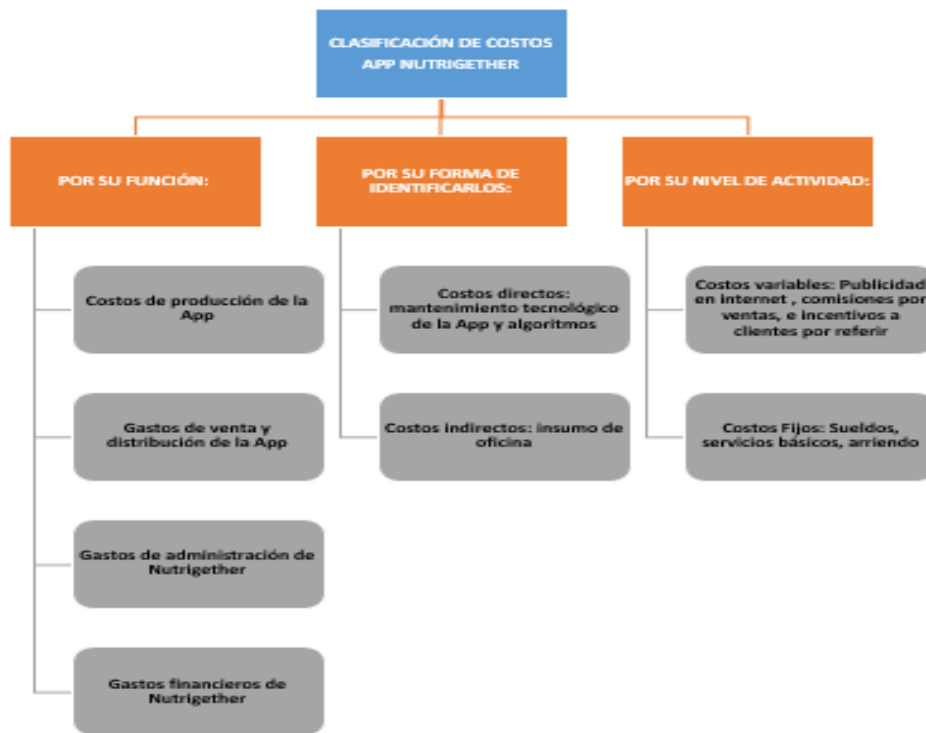 CLASIFICACIÓN DE COSTOS
APP NUTRIGETHER
POR SU FUNCIÓN:
Costos de producción de la
App
Gastos de venta y
distribución de la App
Gastos de administración de
Nutrigether
Gastos financieros de
Nutrigether
POR SU FORMA DE
IDENTIFICARLOS:
Costos directos:
mantenimiento tecnológico
de la App y algoritmos
Costos indirectos: insumo de
oficina
POR SU NIVEL DE ACTIVIDAD:
Costos variables: Publicidad
en internet , comisiones por
ventas, e incentivos a
clientes por referir
Costos Fijos: Sueldos,
servicios básicos, arriendo